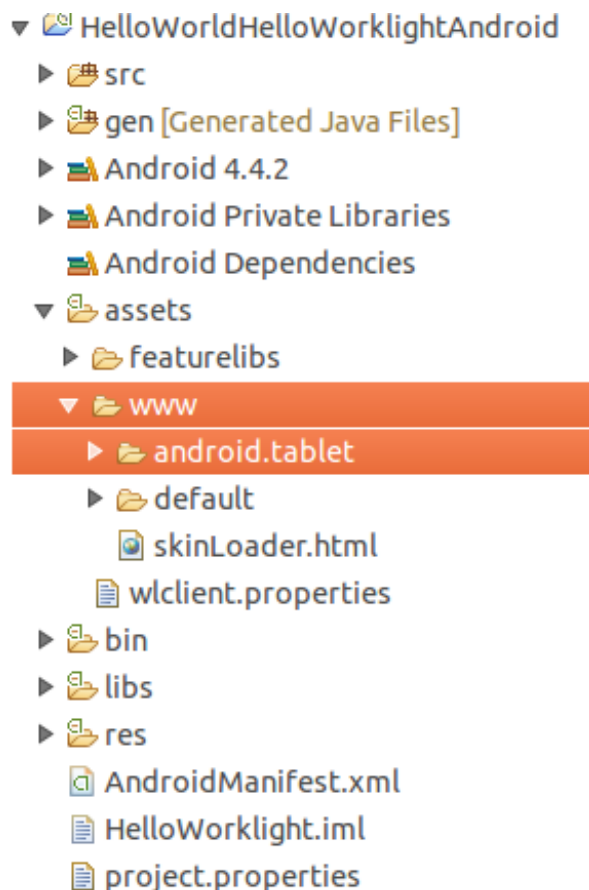 HelloWorldHelloWorklightAndroid
src
gen [Generated Java Files]
Android 4.4.2
Android Private Libraries
Android Dependencies
assets
featurelibs
www
android.tablet
default
skinLoader.html
wlclient.properties
bin
libs
res
AndroidManifest.xml
HelloWorklight.iml
project.properties